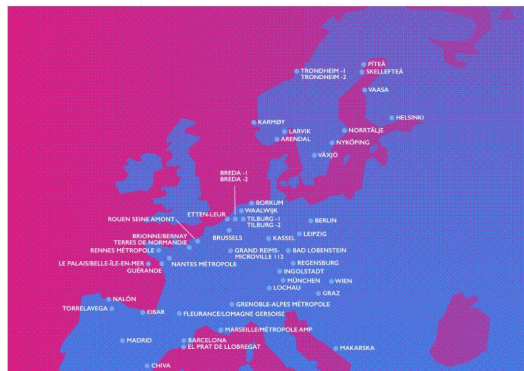 PITEÅ
SKELLEFTEÅ
TRONDHEIM -1
TRONDHEIM -2
VAASA
HELSINKI
KARMØY
LARVIK
NORRTÄLJE
ARENDAL
NYKÖPING
VÄXJÖ
BREDA -1
BREDA -2
BORKUM
WAALWIJK
ETTEN-LEUR
TILBURG -1
TILBURG -2
BERLIN
ROUEN SEINE AMONT
BRUSSELS
LEIPZIG
KASSEL
BRIONNE/BERNAY
TERRES DE NORMANDIE
RENNES MÉTROPOLE
GRAND REIMS-
MICROVILLE 112
BAD LOBENSTEIN
LE PALAIS/BELLE-ÎLE-EN-MER
GUÉRANDE
NANTES MÉTROPOLE
REGENSBURG
INGOLSTADT
MÜNCHEN
WIEN
LOCHAU
GRAZ
NALÓN
TORRELAVEGA
EIBAR
GRENOBLE-ALPES MÉTROPOLE
FLEURANCE/LOMAGNE GERSOISE
MARSEILLE/MÉTROPOLE AMP
MADRID
BARCELONA
EL PRAT DE LLOBREGAT
MAKARSKA
CHIVA